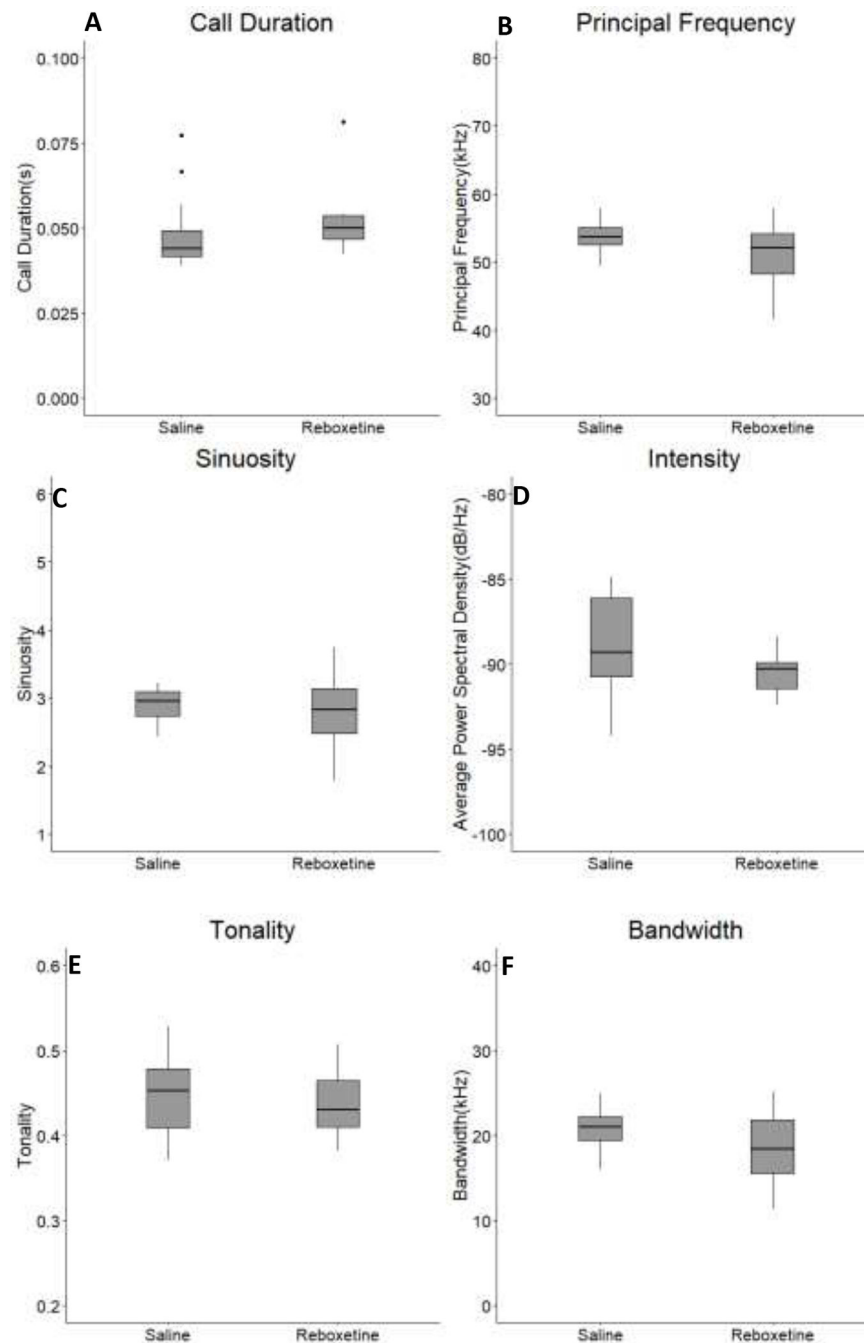 A
Call Duration
Call Duration(s)
0.100
0.075
0.050
0.025
0.000
Saline Reboxetine
B
Principal Frequency
Principal Frequency(kHz)
80
70
60
50
40
30
Saline Reboxetine
C
Sinuosity
Sinuosity
6
5
4
3
2
1
Saline Reboxetine
D
Intensity
Average Power Spectral Density(dB/Hz)
-80
-85
-90
-95
-100
Saline Reboxetine
E
Tonality
Tonality
0.6
0.5
0.4
0.3
0.2
Saline Reboxetine
F
Bandwidth
Bandwidth(kHz)
40
30
20
10
0
Saline Reboxetine